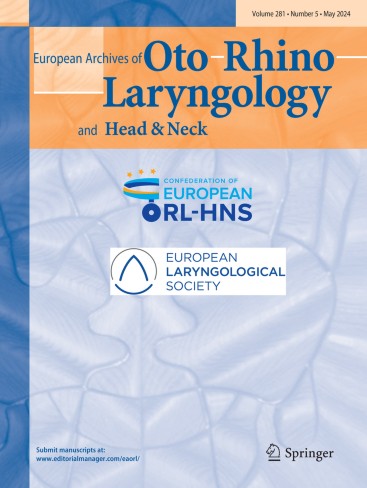 Volume 281 • Number 5 • May 2024
European Archives of Oto-Rhino-
Laryngology
and Head & Neck
CONFEDERATION OF
EUROPEAN
ORL-HNS
EUROPEAN
LARYNGOLOGICAL
SOCIETY
Submit manuscripts at:
www.editorialmanager.com/eaorl/
Springer